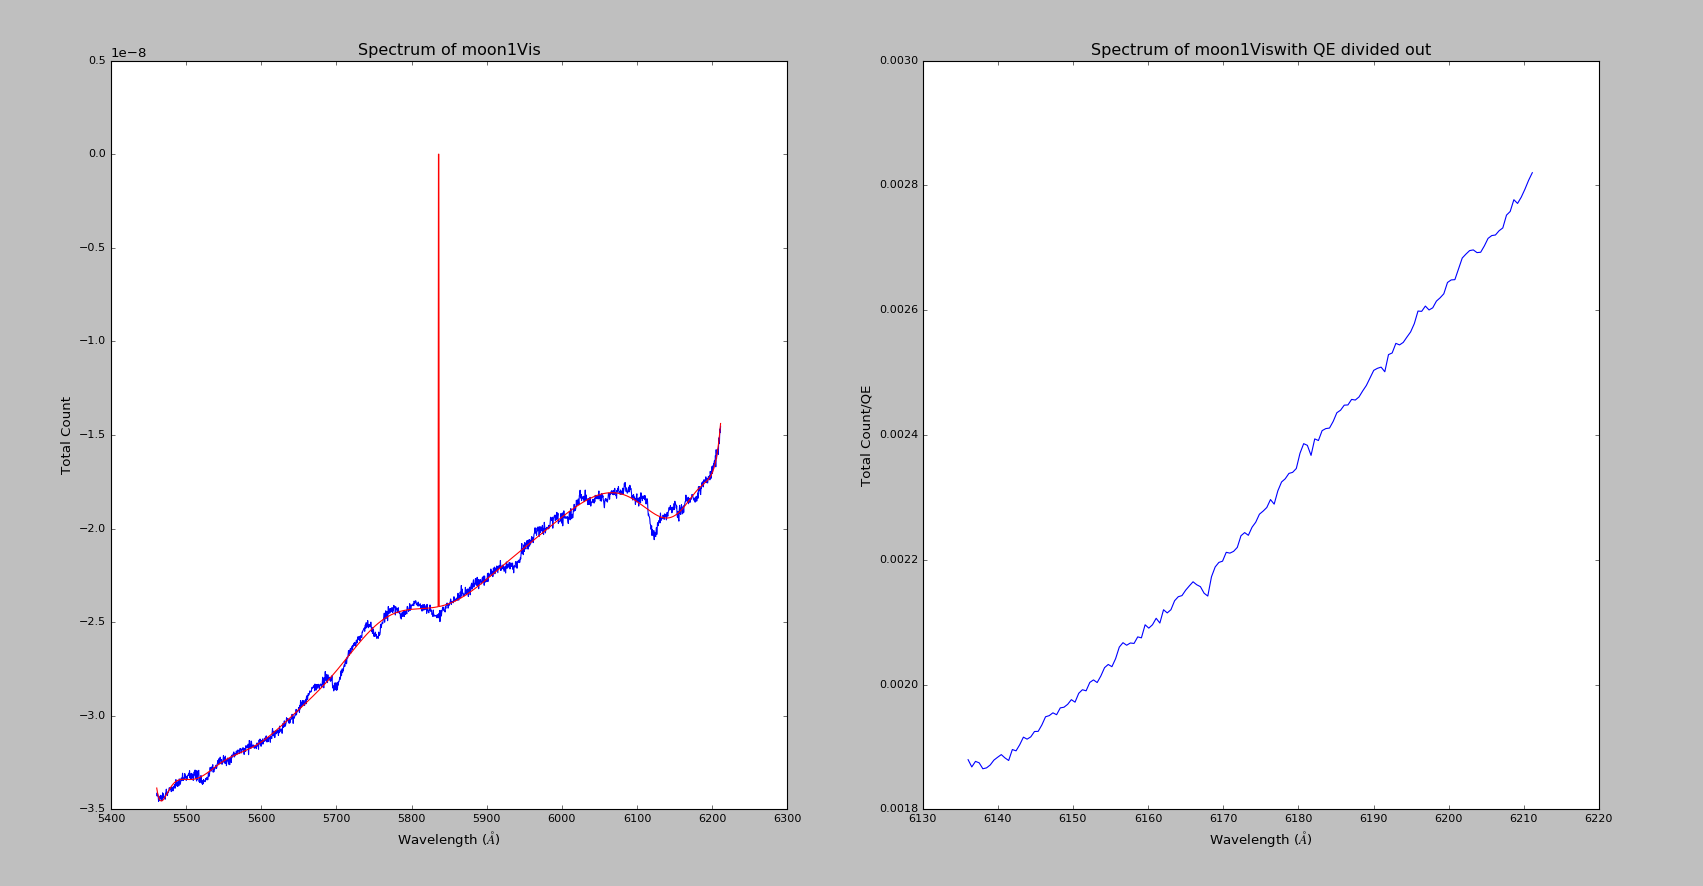 Spectrum of moon1Vis
1e−8
0.5
0.0
−0.5
−1.0
−1.5
−2.0
−2.5
−3.0
−3.5
Total Count
5400 5500 5600 5700 5800 5900 6000 6100 6200 6300
Wavelength (Å)
Spectrum of moon1Viswith QE divided out
0.0030
0.0028
0.0026
0.0024
0.0022
0.0020
0.0018
Total Count/QE
6130 6140 6150 6160 6170 6180 6190 6200 6210 6220
Wavelength (Å)